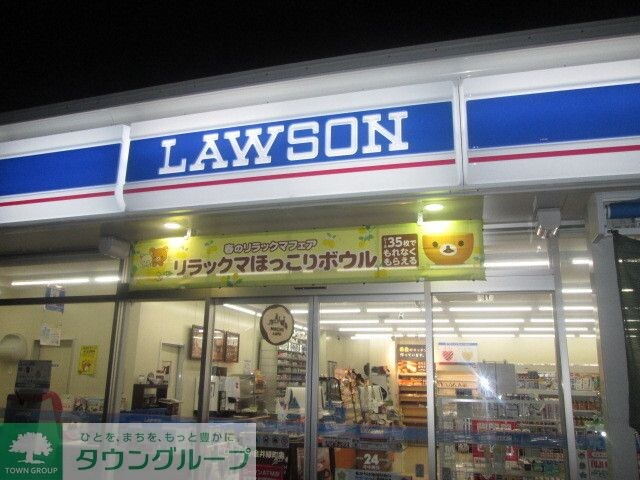 LAWSON
春のリラックマフェア
リラックマほっこりボウル
35枚で
もれなく
もらえる
24
ひとを、まちを、もっと豊かに。
タウングループ
TOWN GROUP